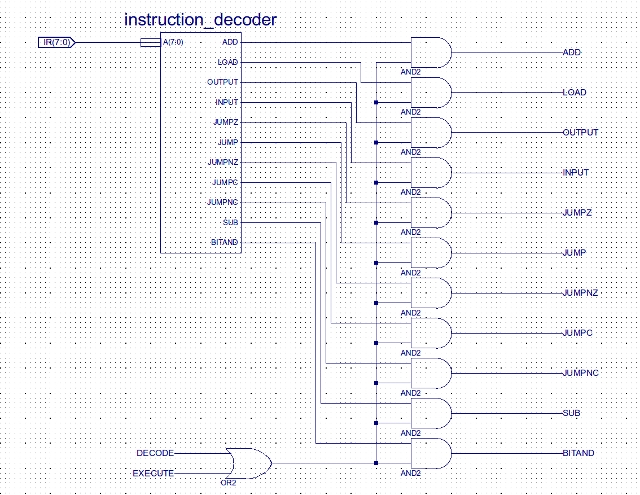 instruction_decoder
IR(7:0)
A(7:0)
ADD
LOAD
OUTPUT
INPUT
JUMPZ
JUMP
JUMPNZ
JUMPC
JUMPNC
SUB
BITAND
DECODE
EXECUTE
OR2
AND2
AND2
AND2
AND2
AND2
AND2
AND2
AND2
AND2
AND2
AND2
ADD
LOAD
OUTPUT
INPUT
JUMPZ
JUMP
JUMPNZ
JUMPC
JUMPNC
SUB
BITAND